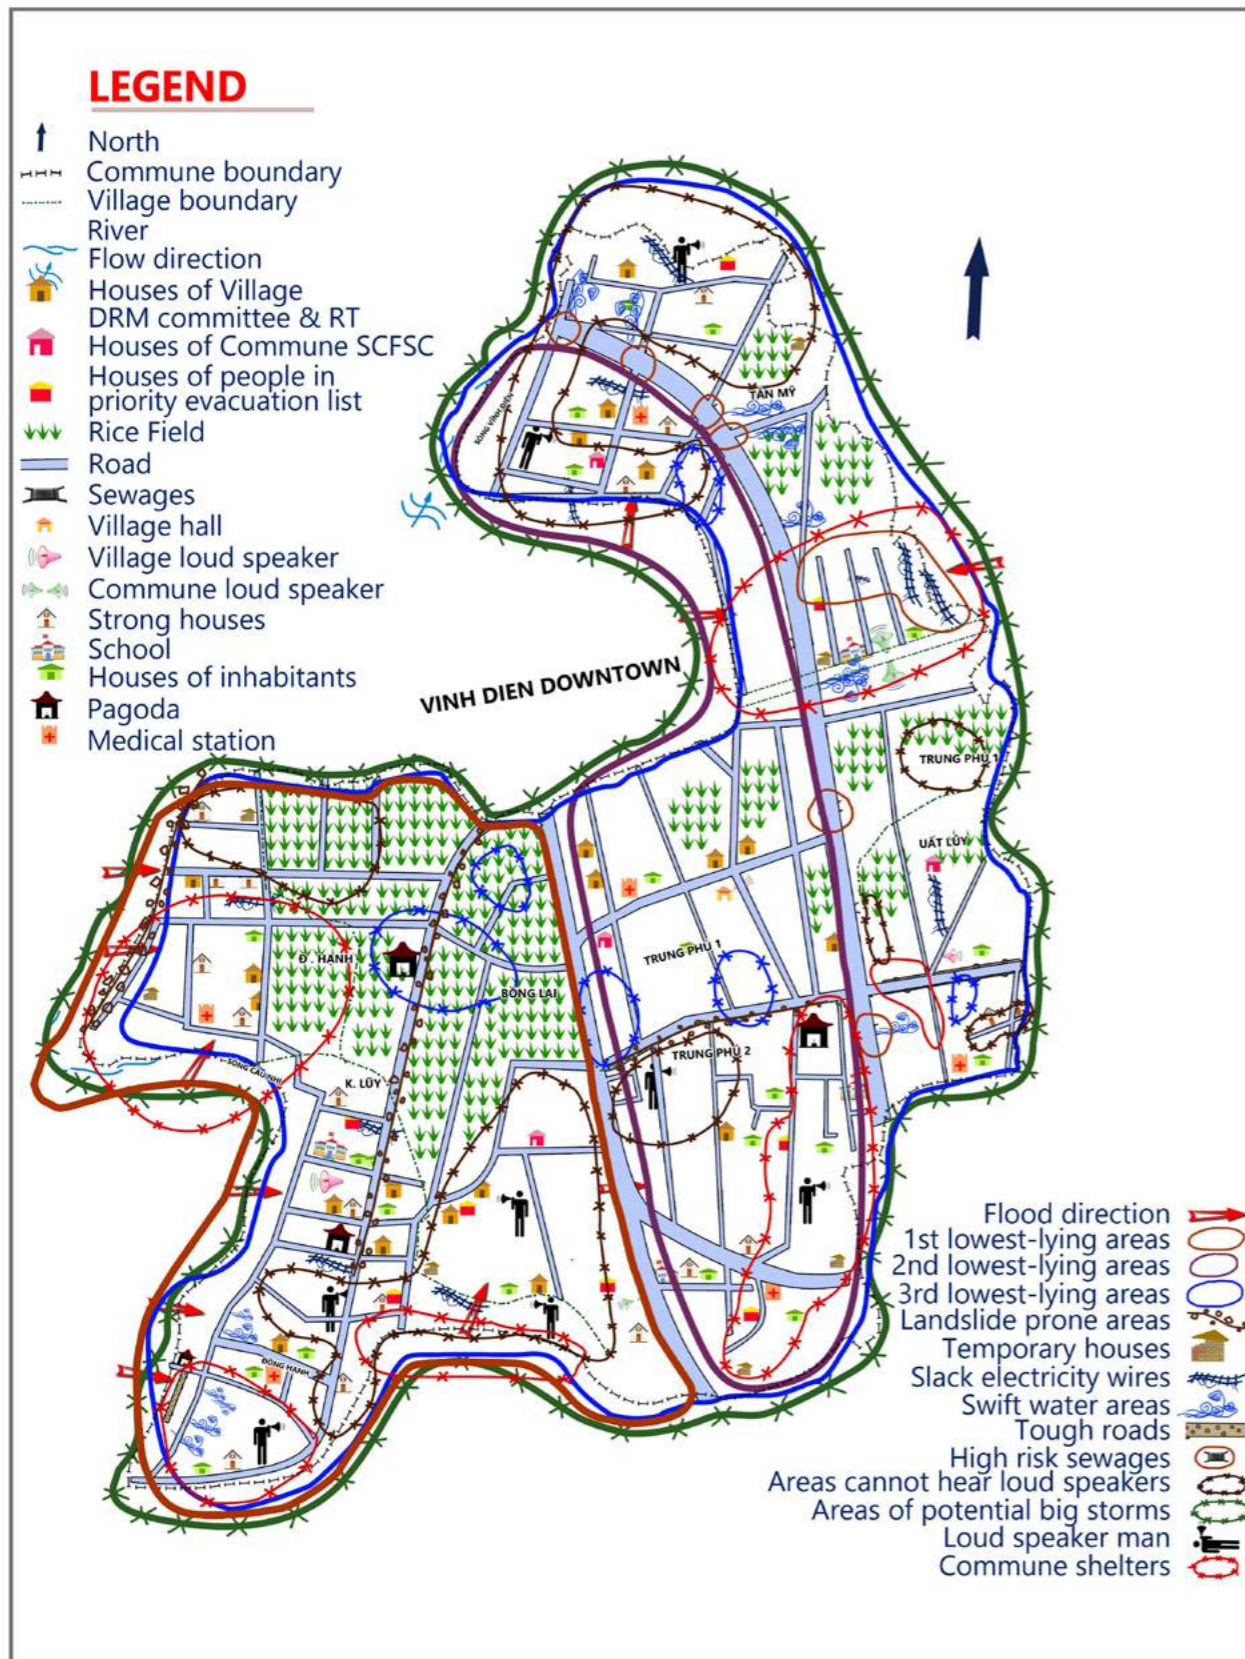 LEGEND
North
Commune boundary
Village boundary
River
Flow direction
Houses of Village
DRM committee & RT
Houses of Commune SCFSC
Houses of people in
priority evacuation list
Rice Field
Road
Sewages
Village hall
Village loud speaker
Commune loud speaker
Strong houses
School
Houses of inhabitants
Pagoda
Medical station
TÂN MỸ
SÔNG VĨNH ĐIỆN
VINH DIEN DOWNTOWN
TRUNG PHÚ 1
UẤT LŨY
TRUNG PHÚ 1
Đ . HẠNH
BỒNG LAI
TRUNG PHÚ 2
SÔNG CẦU NHI
K. LŨY
ĐÔNG HẠNH
Flood direction
1st lowest-lying areas
2nd lowest-lying areas
3rd lowest-lying areas
Landslide prone areas
Temporary houses
Slack electricity wires
Swift water areas
Tough roads
High risk sewages
Areas cannot hear loud speakers
Areas of potential big storms
Loud speaker man
Commune shelters